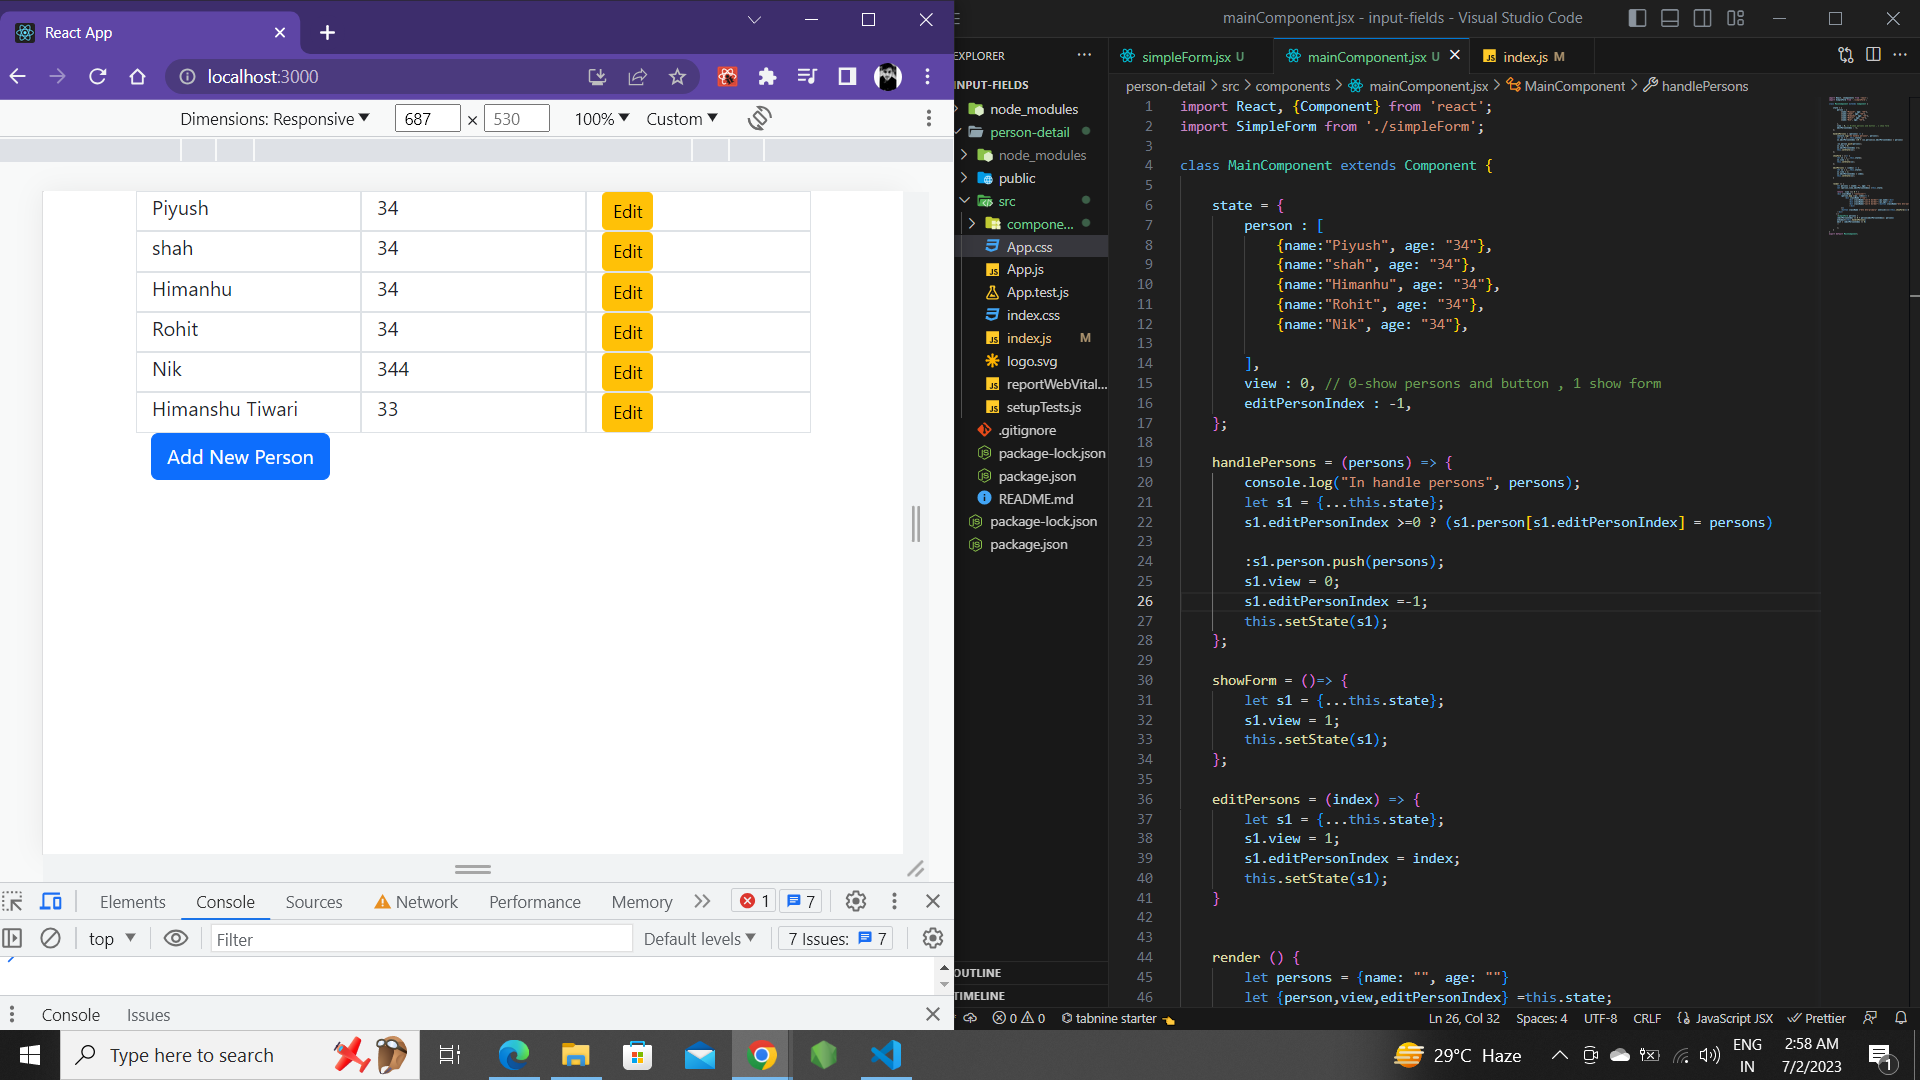 React App
localhost:3000
Dimensions: Responsive 687 × 530 100% Custom
Piyush 34 Edit
shah 34 Edit
Himanhu 34 Edit
Rohit 34 Edit
Nik 344 Edit
Himanshu Tiwari 33 Edit
Add New Person
Elements Console Sources Network Performance Memory 1 7
top Filter Default levels 7 Issues: 7
Console Issues
mainComponent.jsx - input-fields - Visual Studio Code
EXPLORER
INPUT-FIELDS
node_modules
person-detail
node_modules
public
src
compone...
App.css
App.js
App.test.js
index.css
index.js M
logo.svg
reportWebVital...
setupTests.js
.gitignore
package-lock.json
package.json
README.md
package-lock.json
package.json
OUTLINE
TIMELINE
simpleForm.jsx U mainComponent.jsx U index.js M
person-detail > src > components > mainComponent.jsx > MainComponent > handlePersons
1 import React, {Component} from 'react';
2 import SimpleForm from './simpleForm';
3
4 class MainComponent extends Component {
5
6 state = {
7 person : [
8 {name:"Piyush", age: "34"},
9 {name:"shah", age: "34"},
10 {name:"Himanhu", age: "34"},
11 {name:"Rohit", age: "34"},
12 {name:"Nik", age: "34"},
13
14 ],
15 view : 0, // 0-show persons and button , 1 show form
16 editPersonIndex : -1,
17 };
18
19 handlePersons = (persons) => {
20 console.log("In handle persons", persons);
21 let s1 = {...this.state};
22 s1.editPersonIndex >=0 ? (s1.person[s1.editPersonIndex] = persons)
23
24 :s1.person.push(persons);
25 s1.view = 0;
26 s1.editPersonIndex =-1;
27 this.setState(s1);
28 };
29
30 showForm = ()=> {
31 let s1 = {...this.state};
32 s1.view = 1;
33 this.setState(s1);
34 };
35
36 editPersons = (index) => {
37 let s1 = {...this.state};
38 s1.view = 1;
39 s1.editPersonIndex = index;
40 this.setState(s1);
41 }
42
43
44 render () {
45 let persons = {name: "", age: ""}
46 let {person,view,editPersonIndex} =this.state;
0 0 tabnine starter Ln 26, Col 32 Spaces: 4 UTF-8 CRLF JavaScript JSX Prettier
Type here to search
29°C Haze
ENG
IN
2:58 AM
7/2/2023
1